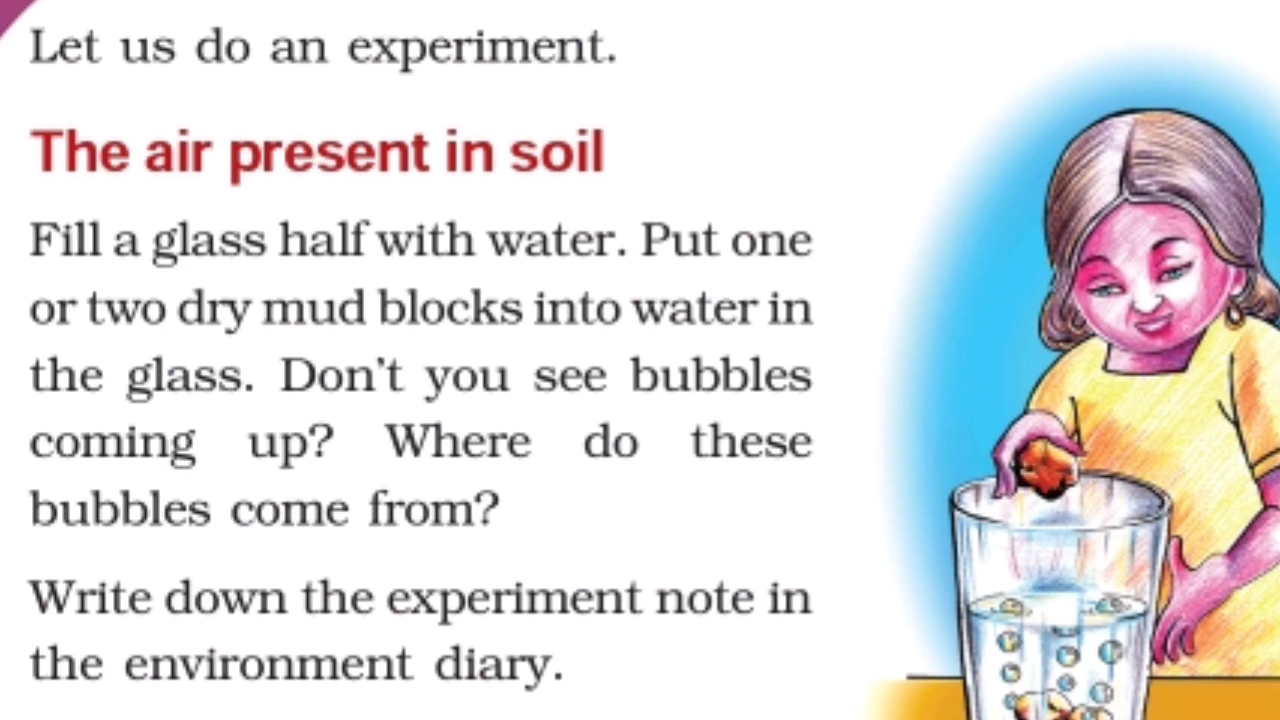 Let us do an experiment.
The air present in soil
Fill a glass half with water. Put one
or two dry mud blocks into water in
the glass. Don't you see bubbles
coming up? Where do these
bubbles come from?
Write down the experiment note in
the environment diary.